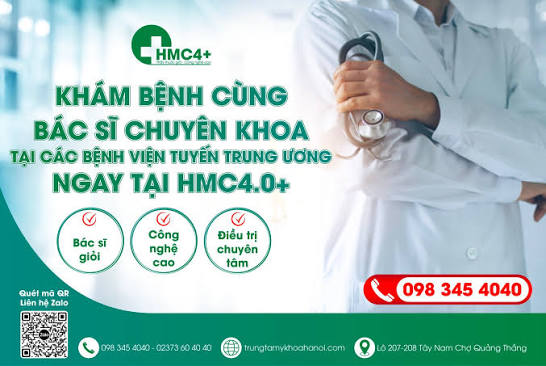 HMC4+
KHÁM BỆNH CÙNG
BÁC SĨ CHUYÊN KHOA
TẠI CÁC BỆNH VIỆN TUYẾN TRUNG ƯƠNG
NGAY TẠI HMC4.0+
Bác sĩ
giỏi
Công
nghệ
cao
Điều trị
chuyên
tâm
098 345 4040
Quét mã QR
Liên hệ Zalo
098 345 4040 - 02373 60 40 40
trungtamykhoahanoi.com
Lô 207-208 Tây Nam Chợ Quảng Thắng